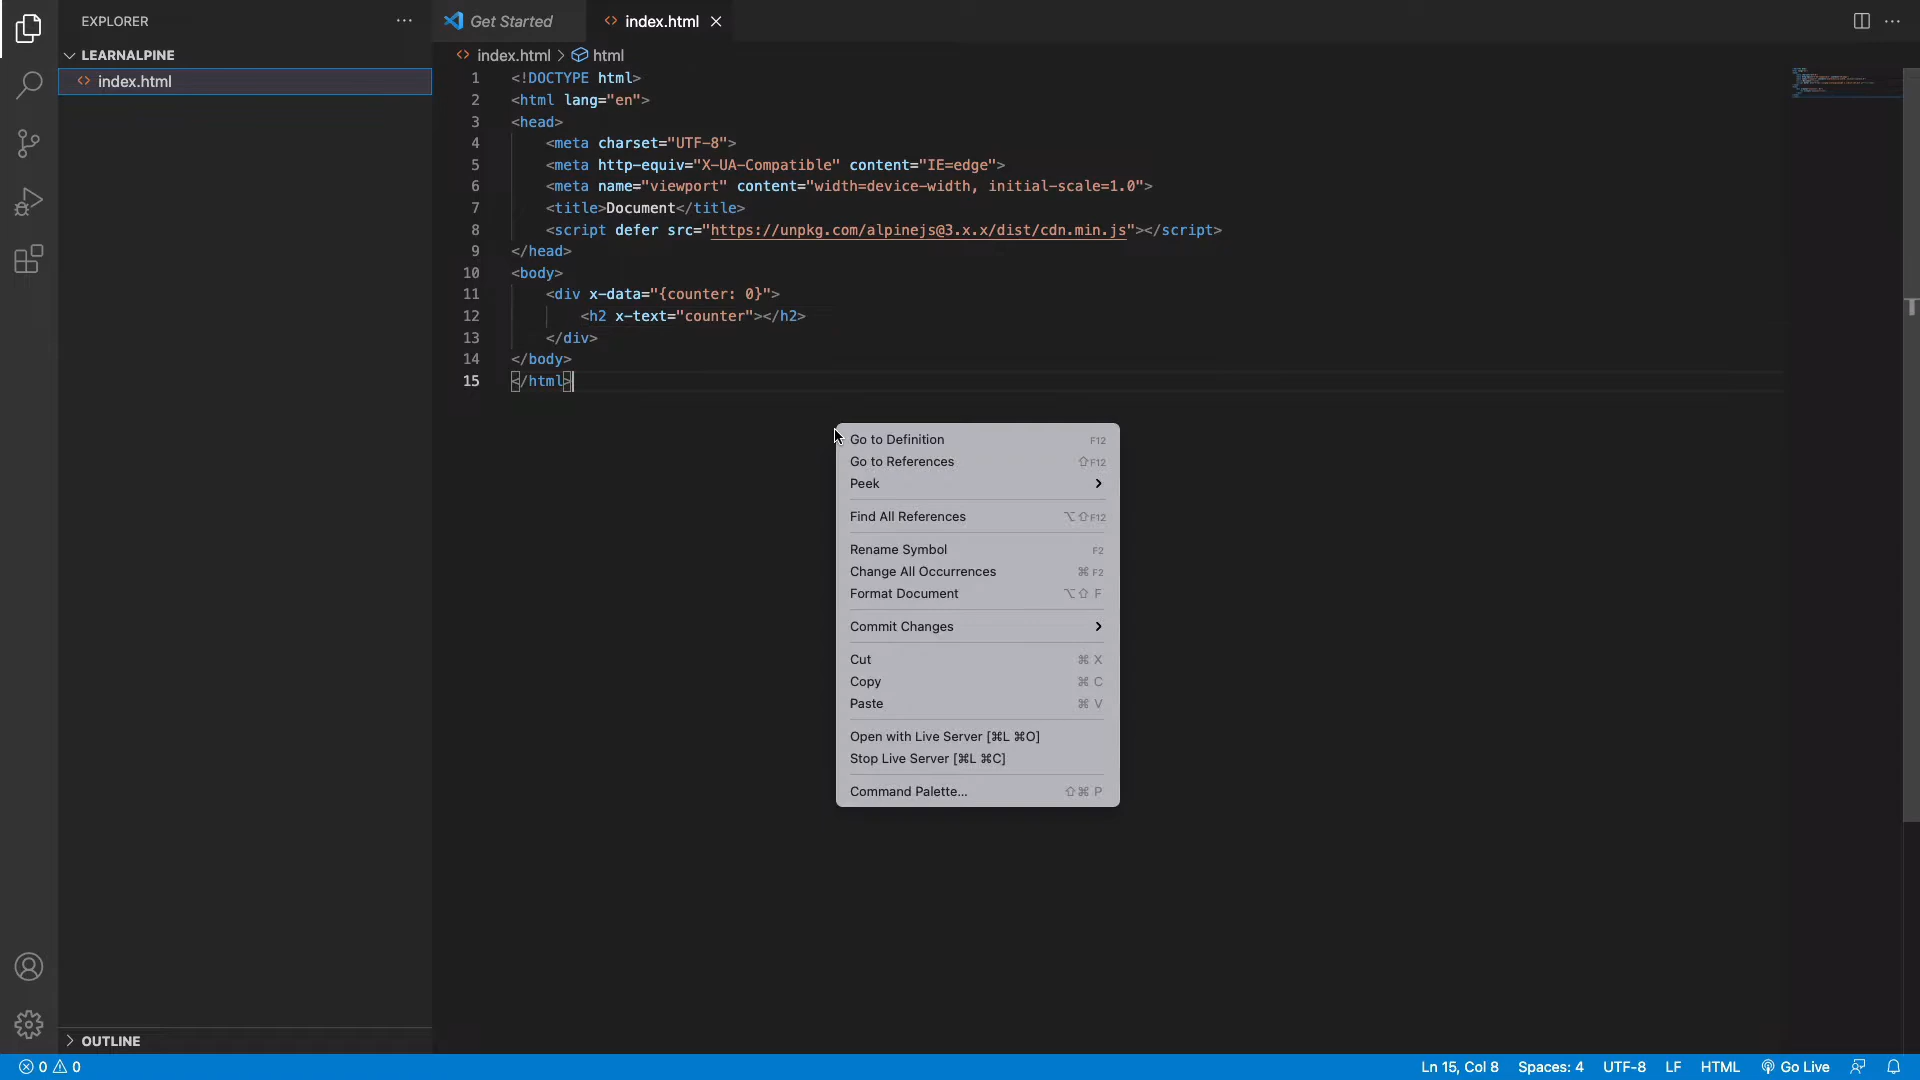 EXPLORER
LEARNALPINE
index.html
OUTLINE
Get Started
index.html
index.html > html
1 <!DOCTYPE html>
2 <html lang="en">
3 <head>
4 <meta charset="UTF-8">
5 <meta http-equiv="X-UA-Compatible" content="IE=edge">
6 <meta name="viewport" content="width=device-width, initial-scale=1.0">
7 <title>Document</title>
8 <script defer src="https://unpkg.com/alpinejs@3.x.x/dist/cdn.min.js"></script>
9 </head>
10 <body>
11 <div x-data="{counter: 0}">
12 <h2 x-text="counter"></h2>
13 </div>
14 </body>
15 </html>
Go to Definition F12
Go to References ⇧F12
Peek
Find All References ⌥⇧F12
Rename Symbol F2
Change All Occurrences ⌘F2
Format Document ⌥⇧ F
Commit Changes
Cut ⌘ X
Copy ⌘ C
Paste ⌘ V
Open with Live Server [⌘L ⌘O]
Stop Live Server [⌘L ⌘C]
Command Palette... ⇧⌘ P
0 0 Ln 15, Col 8 Spaces: 4 UTF-8 LF HTML Go Live